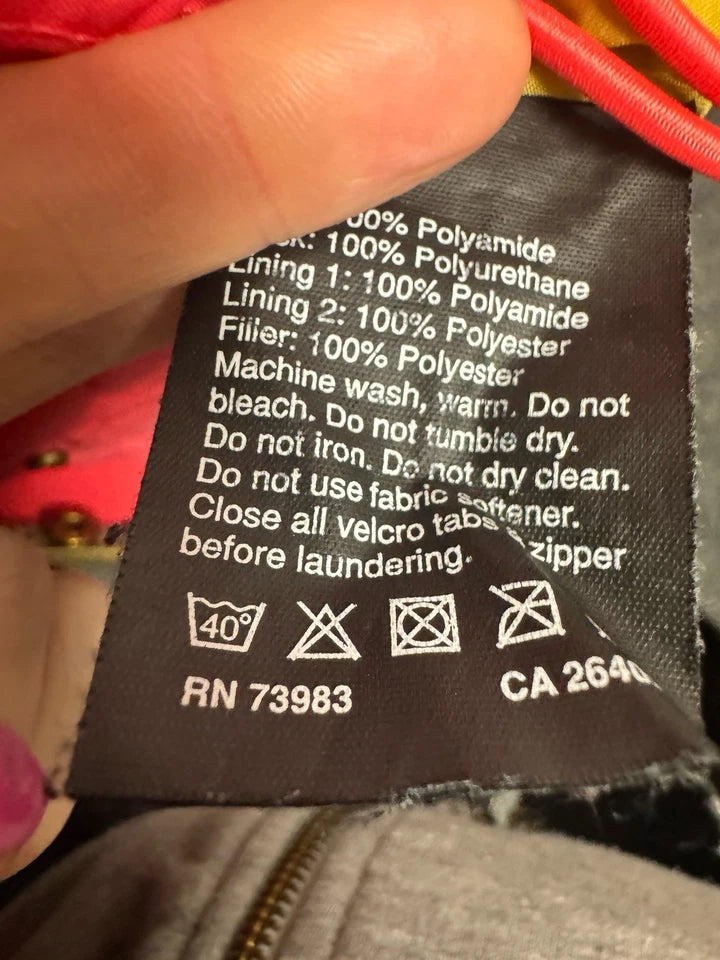 00% Polyamide
100% Polyurethane
Lining 1: 100% Polyamide
Lining 2: 100% Polyester
Filler: 100% Polyester
Machine wash, warm. Do not
bleach. Do not tumble dry.
Do not iron. Do not dry clean.
Do not use fabric softener.
Close all velcro tabs zipper
before laundering.
40°
RN 73983
CA 2640